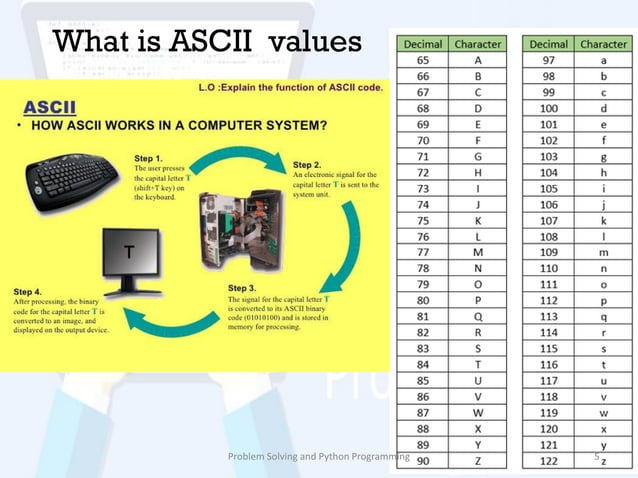 What is ASCII values
L.O :Explain the function of ASCII code.
ASCII
• HOW ASCII WORKS IN A COMPUTER SYSTEM?
Step 1.
The user presses
the capital letter T
(shift+T key) on
the keyboard.
Step 2.
An electronic signal for the
capital letter T is sent to the
system unit.
Step 3.
The signal for the capital letter T
is converted to its ASCII binary
code (01010100) and is stored in
memory for processing.
Step 4.
After processing, the binary
code for the capital letter T is
converted to an image, and
displayed on the output device.
T
Decimal Character
65 A
66 B
67 C
68 D
69 E
70 F
71 G
72 H
73 I
74 J
75 K
76 L
77 M
78 N
79 O
80 P
81 Q
82 R
83 S
84 T
85 U
86 V
87 W
88 X
89 Y
90 Z
Decimal Character
97 a
98 b
99 c
100 d
101 e
102 f
103 g
104 h
105 i
106 j
107 k
108 l
109 m
110 n
111 o
112 p
113 q
114 r
115 s
116 t
117 u
118 v
119 w
120 x
121 y
122 z
Pro
Problem Solving and Python Programming
5